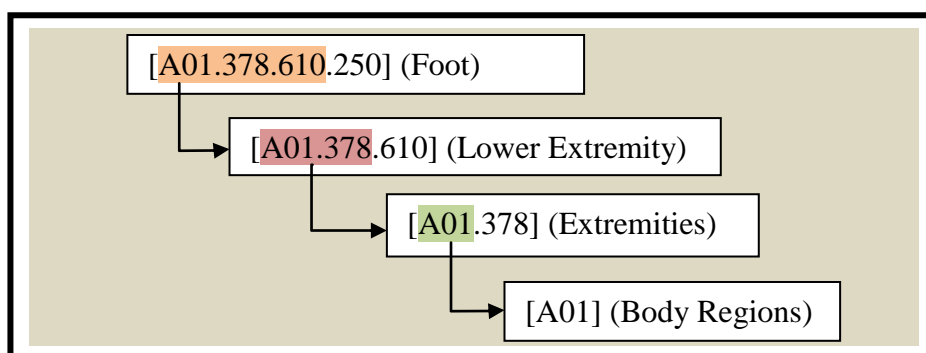 [A01.378.610.250] (Foot)
[A01.378.610] (Lower Extremity)
[A01.378] (Extremities)
[A01] (Body Regions)